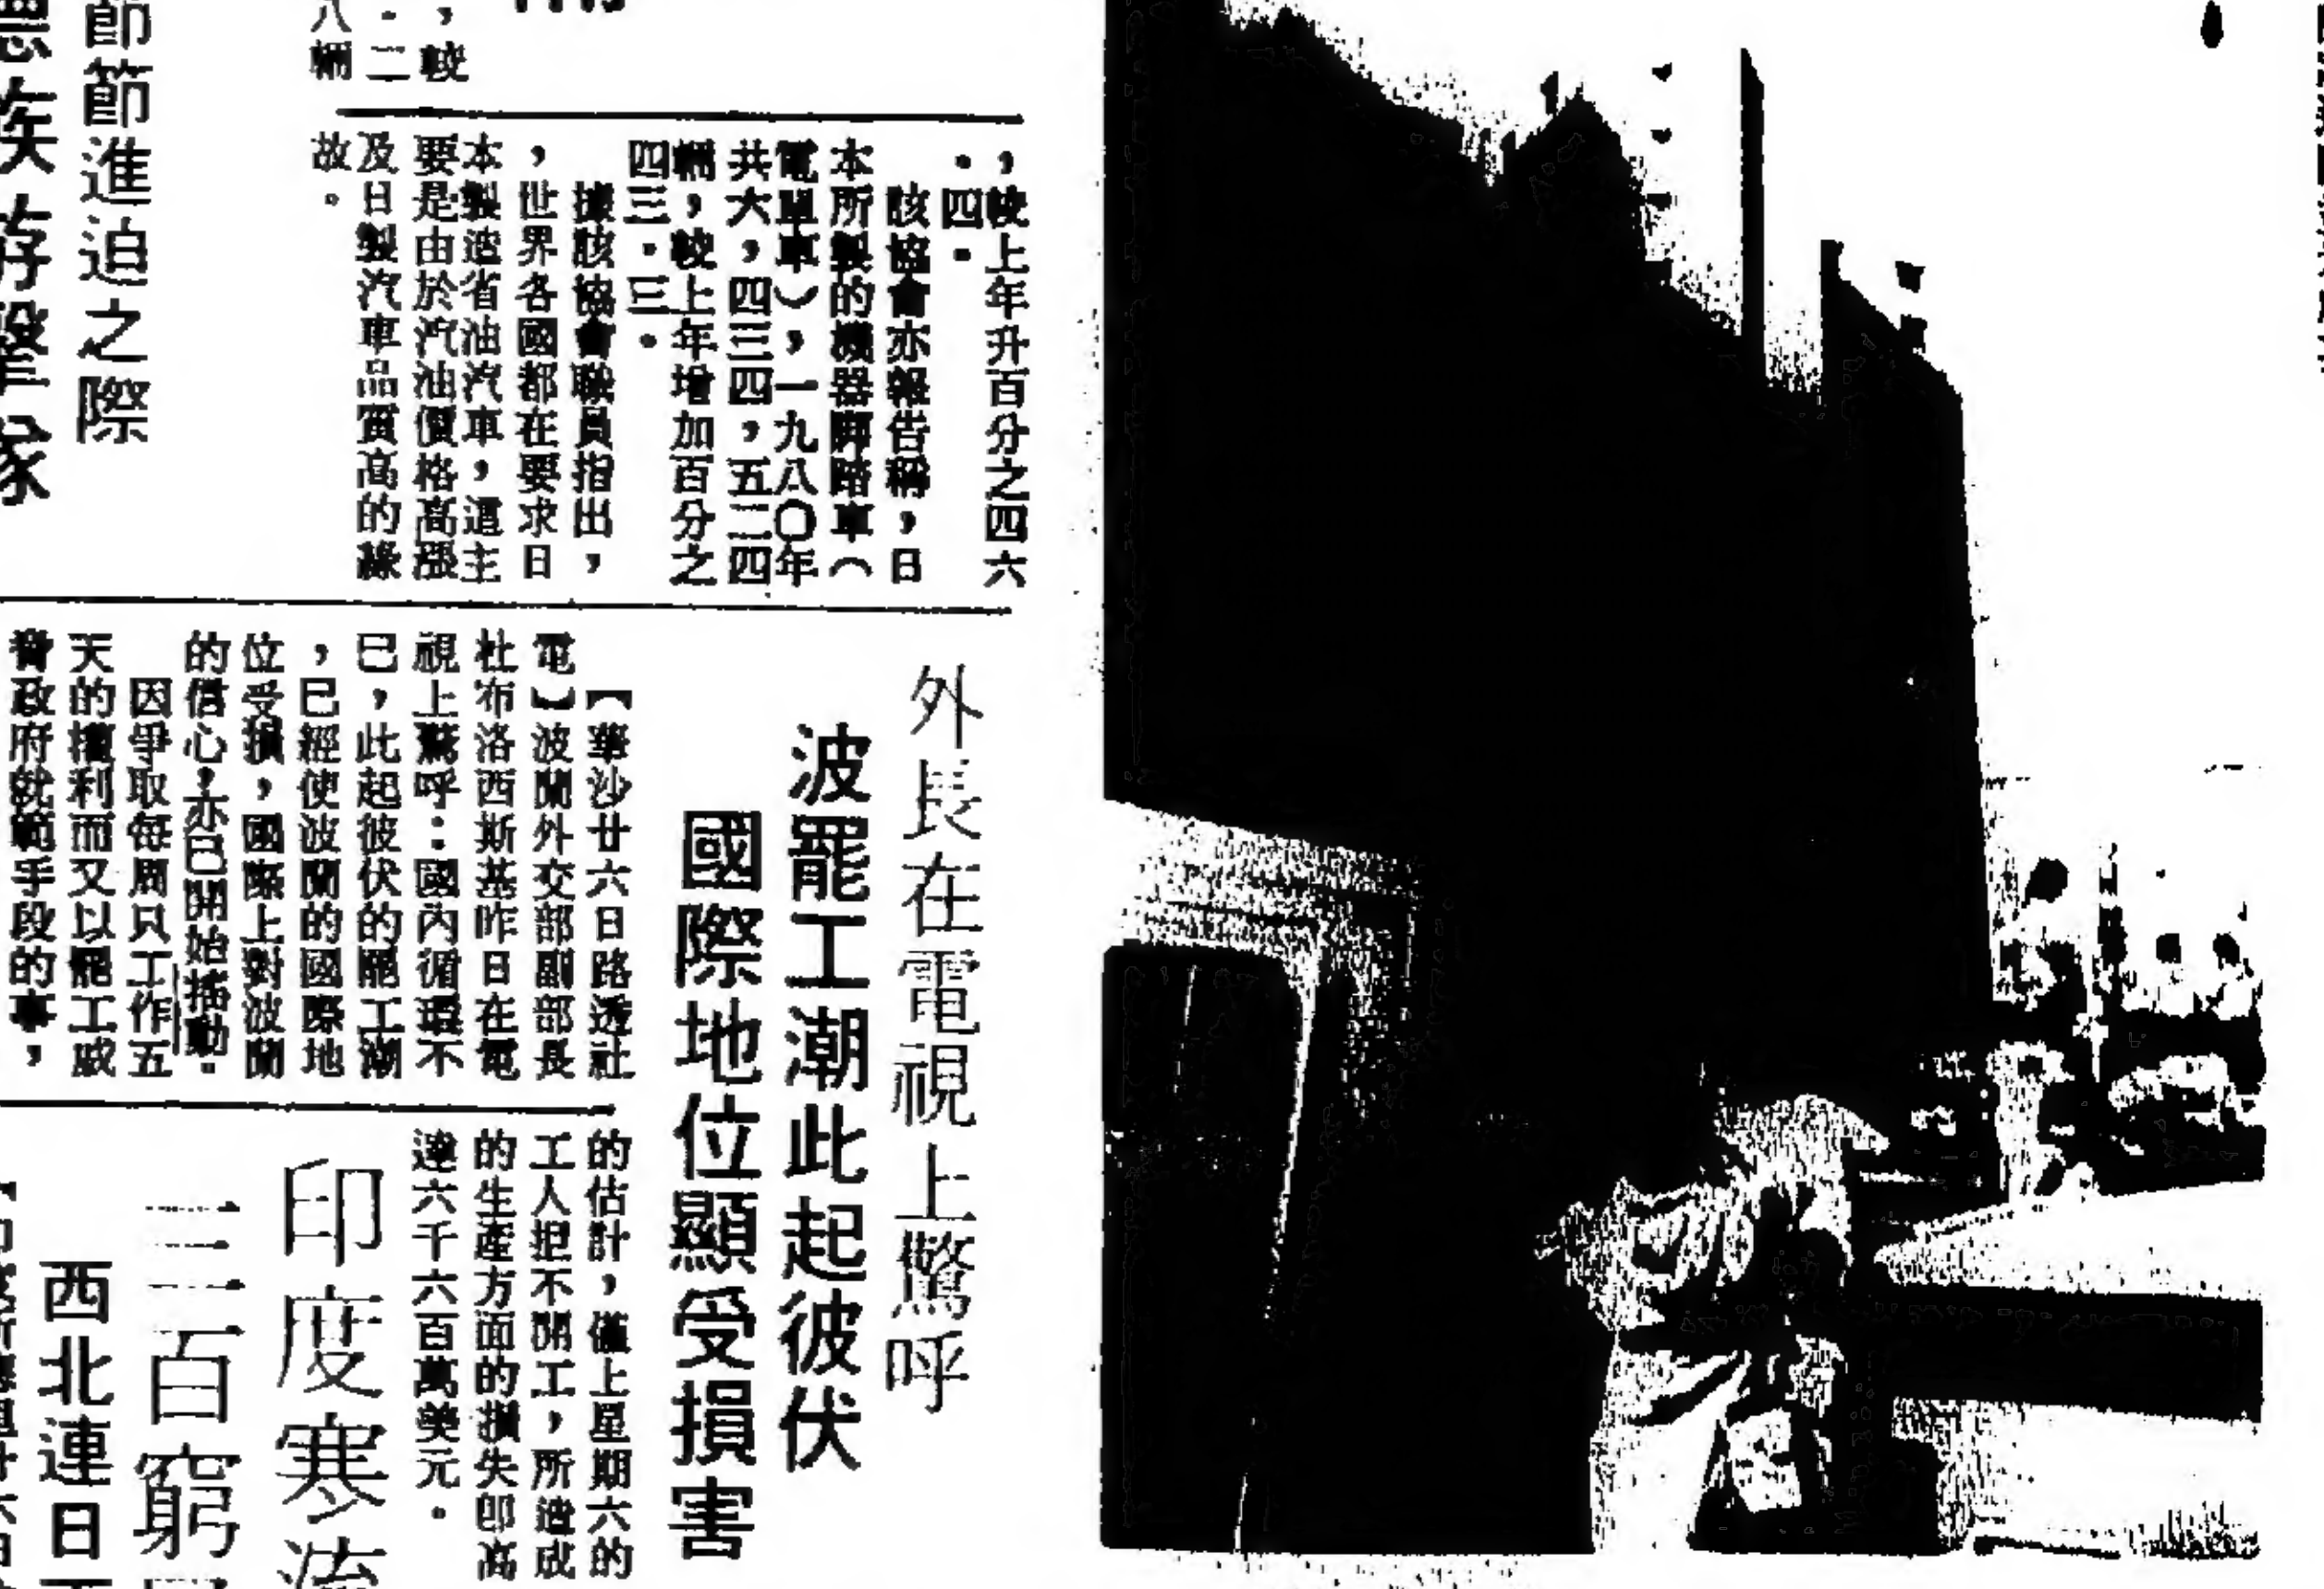 ，較上年升百分之四六
．四．
該協會亦報告稱，日
本所製的機器脚踏車（
電單車），一九八〇年
共六，四三四，五二四
輛，較上年增加百分之
四三．三．
據該協會職員指出，
，世界各國都在要求日
本製造省油汽車，這主
要是由於汽油價格高漲
及日製汽車品質高的緣
故。
外長在電視上驚呼
波罷工潮此起彼伏
國際地位顯受損害
【華沙廿六日路透社
電】波蘭外交部副部長
杜布洛西斯基昨日在電
視上驚呼：國內循環不
已，此起彼伏的罷工潮
，已經使波蘭的國際地
位受損，國際上對波蘭
的信心，亦已開始搖動．
因爭取每周只工作五
天的權利而又以罷工威
脅政府就範手段的事，
的估計，僅上星期六的
工人拒不開工，所造成
的生產方面的損失即高
達六千六百萬美元。
節節進迫之際
印度寒流
三百窮
西北連日
，較
．二
八輛